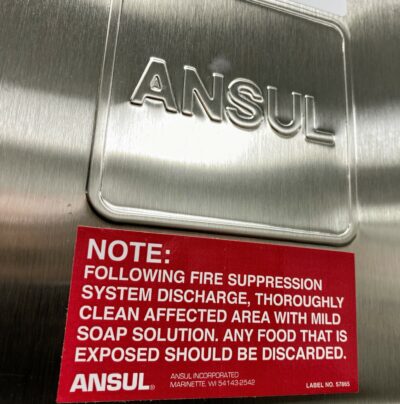 ANSUL
NOTE:
FOLLOWING FIRE SUPPRESSION
SYSTEM DISCHARGE, THOROUGHLY
CLEAN AFFECTED AREA WITH MILD
SOAP SOLUTION. ANY FOOD THAT IS
EXPOSED SHOULD BE DISCARDED.
ANSUL®
ANSUL INCORPORATED
MARINETTE, WI 54143-2542
LABEL NO. 57865